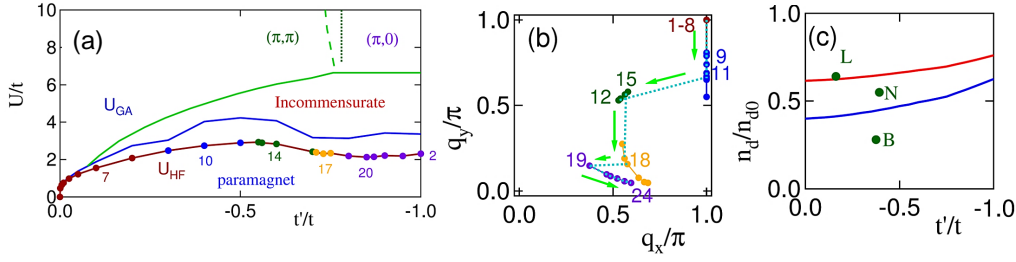 (a)
U/t
10
8
6
4
2
0
(π,π)
(π,0)
U_GA
Incommensurate
7
10
14
17
20
2
U_HF
paramagnet
0.0
-0.5
-1.0
t'/t
(b)
q_y/π
1.0
0.5
0.0
1-8
9
11
15
12
19
18
24
0.0
0.5
1.0
q_x/π
(c)
n_d/n_d0
1.0
0.5
0.0
L
N
B
0.0
-0.5
-1.0
t'/t